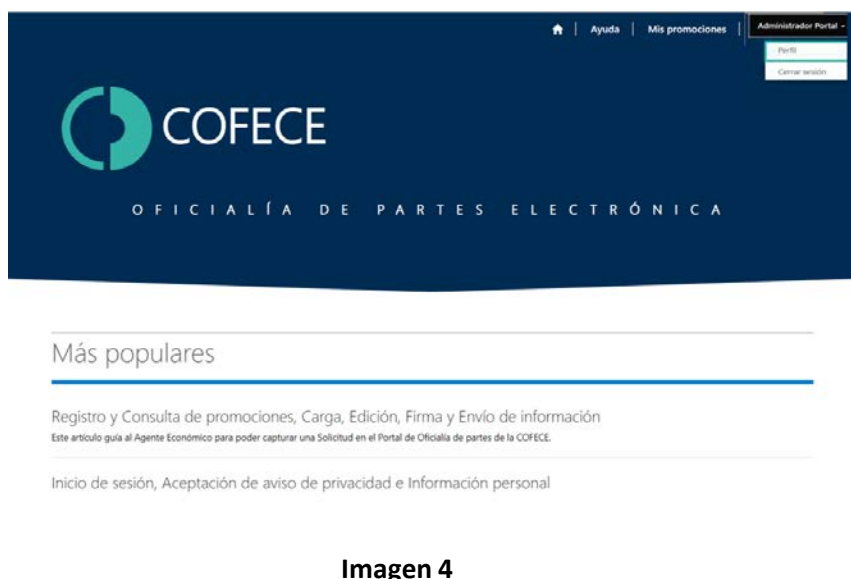 Ayuda | Mis promociones | Administrador Portal
Perfil
Cerrar sesión
COFECE
OFICIALÍA DE PARTES ELECTRÓNICA
Más populares
Registro y Consulta de promociones, Carga, Edición, Firma y Envío de información
Este artículo guía al Agente Económico para poder capturar una Solicitud en el Portal de Oficialía de partes de la COFECE.
Inicio de sesión, Aceptación de aviso de privacidad e Información personal
Imagen 4